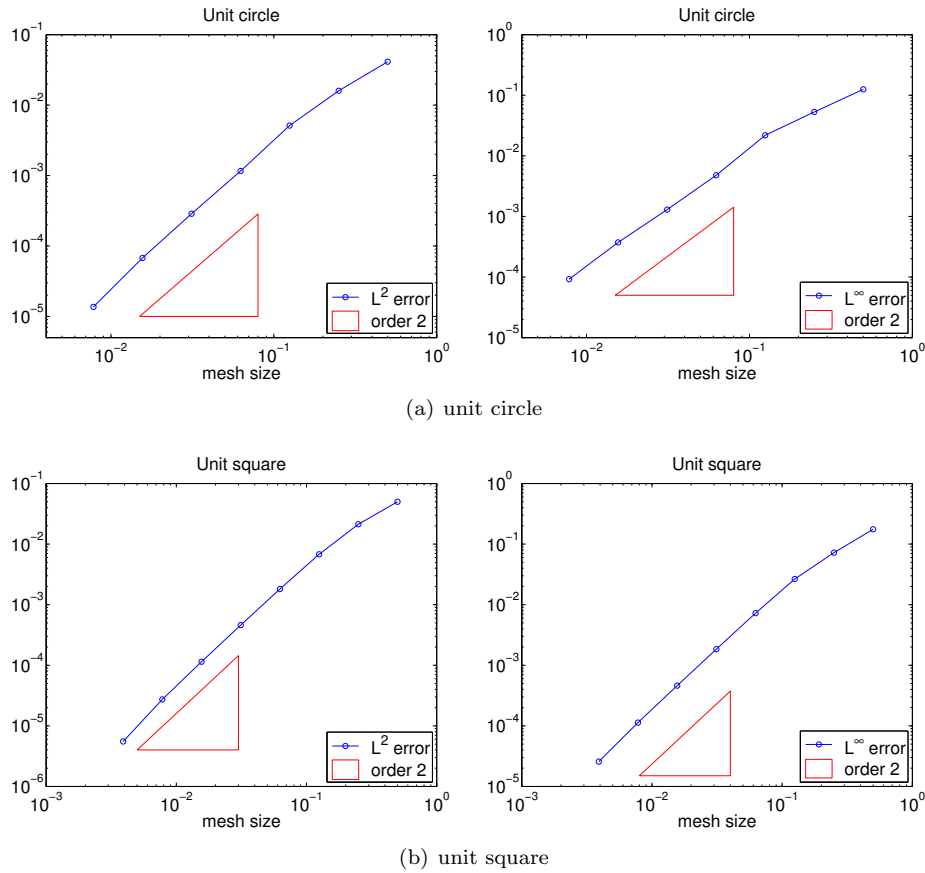 Unit circle
10^-1
10^-2
10^-3
10^-4
10^-5
10^-2
10^-1
10^0
mesh size
L^2 error
order 2
Unit circle
10^0
10^-1
10^-2
10^-3
10^-4
10^-5
10^-2
10^-1
10^0
mesh size
L^∞ error
order 2
(a) unit circle
Unit square
10^-1
10^-2
10^-3
10^-4
10^-5
10^-6
10^-3
10^-2
10^-1
10^0
mesh size
L^2 error
order 2
Unit square
10^0
10^-1
10^-2
10^-3
10^-4
10^-5
10^-3
10^-2
10^-1
10^0
mesh size
L^∞ error
order 2
(b) unit square